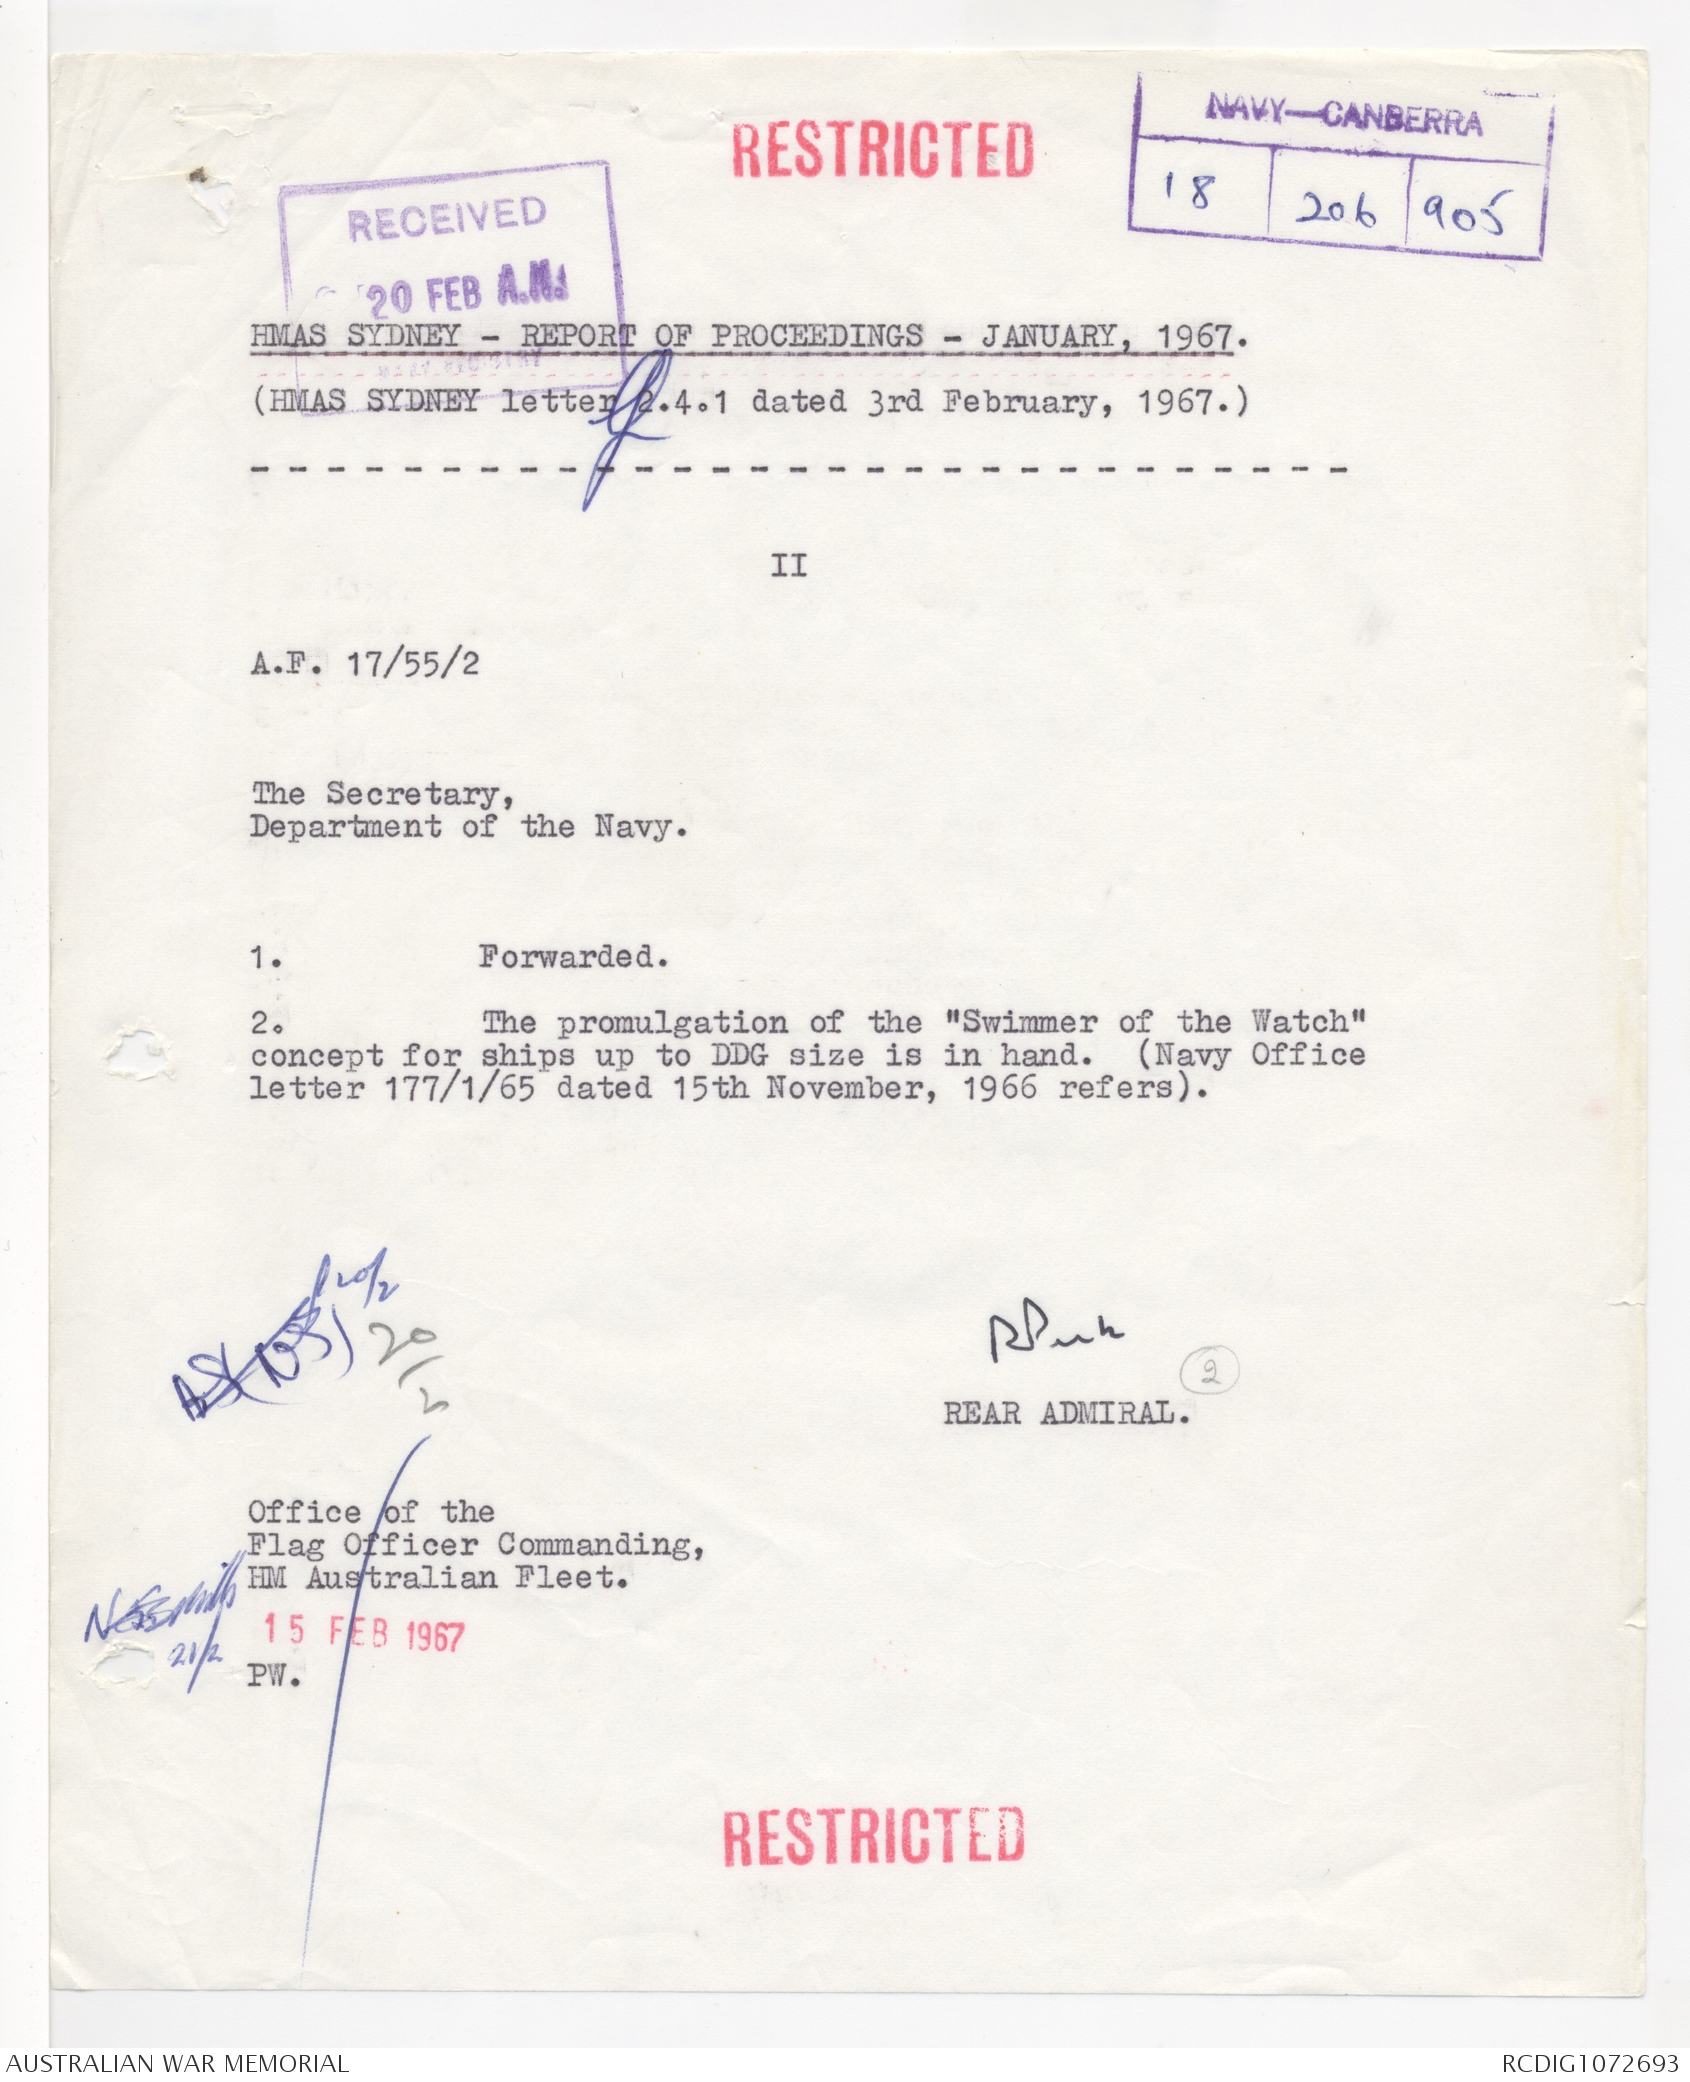 RESTRICTED
NAVY—CANBERRA
18 206 905
RECEIVED
20 FEB A.M.
HMAS SYDNEY - REPORT OF PROCEEDINGS - JANUARY, 1967.
(HMAS SYDNEY letter 2.4.1 dated 3rd February, 1967.)
II
A.F. 17/55/2
The Secretary,
Department of the Navy.
1. Forwarded.
2. The promulgation of the "Swimmer of the Watch"
concept for ships up to DDG size is in hand. (Navy Office
letter 177/1/65 dated 15th November, 1966 refers).
20/2
AS(NS) 20/2
2
REAR ADMIRAL.
Office of the
Flag Officer Commanding,
HM Australian Fleet.
15 FEB 1967
21/2
PW.
RESTRICTED
AUSTRALIAN WAR MEMORIAL
RCDIG1072693